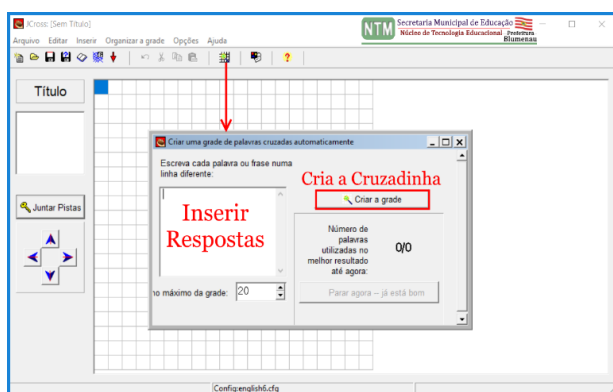 JCross: [Sem Título]
NTM
Secretaria Municipal de Educação
Núcleo de Tecnologia Educacional
Prefeitura
Blumenau
Arquivo Editar Inserir Organizar a grade Opções Ajuda
Título
Juntar Pistas
Criar uma grade de palavras cruzadas automaticamente
Escreva cada palavra ou frase numa
linha diferente:
Inserir
Respostas
no máximo da grade: 20
Cria a Cruzadinha
Criar a grade
Número de
palavras
utilizadas no
melhor resultado
até agora:
0/0
Parar agora -- já está bom
Config:english6.cfg